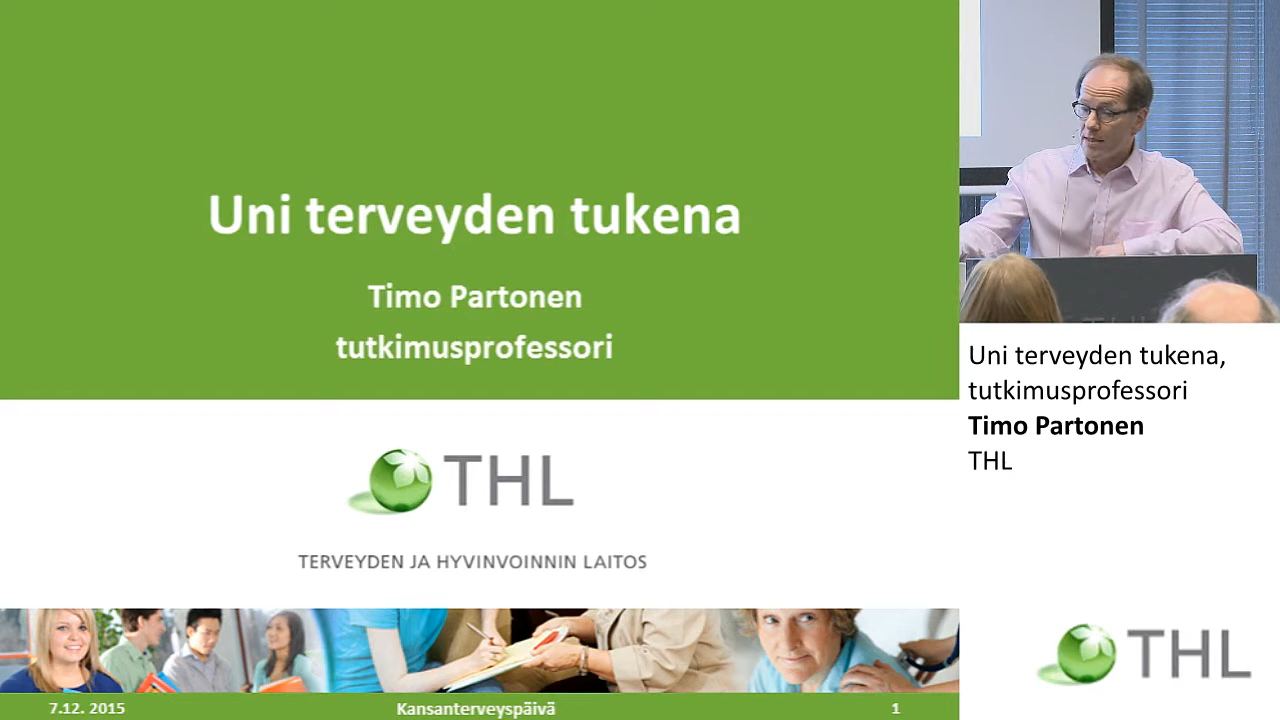 Uni terveyden tukena
Timo Partonen
tutkimusprofessori
THL
TERVEYDEN JA HYVINVOINNIN LAITOS
7.12. 2015
Kansanterveyspäivä
1
Uni terveyden tukena,
tutkimusprofessori
Timo Partonen
THL
THL